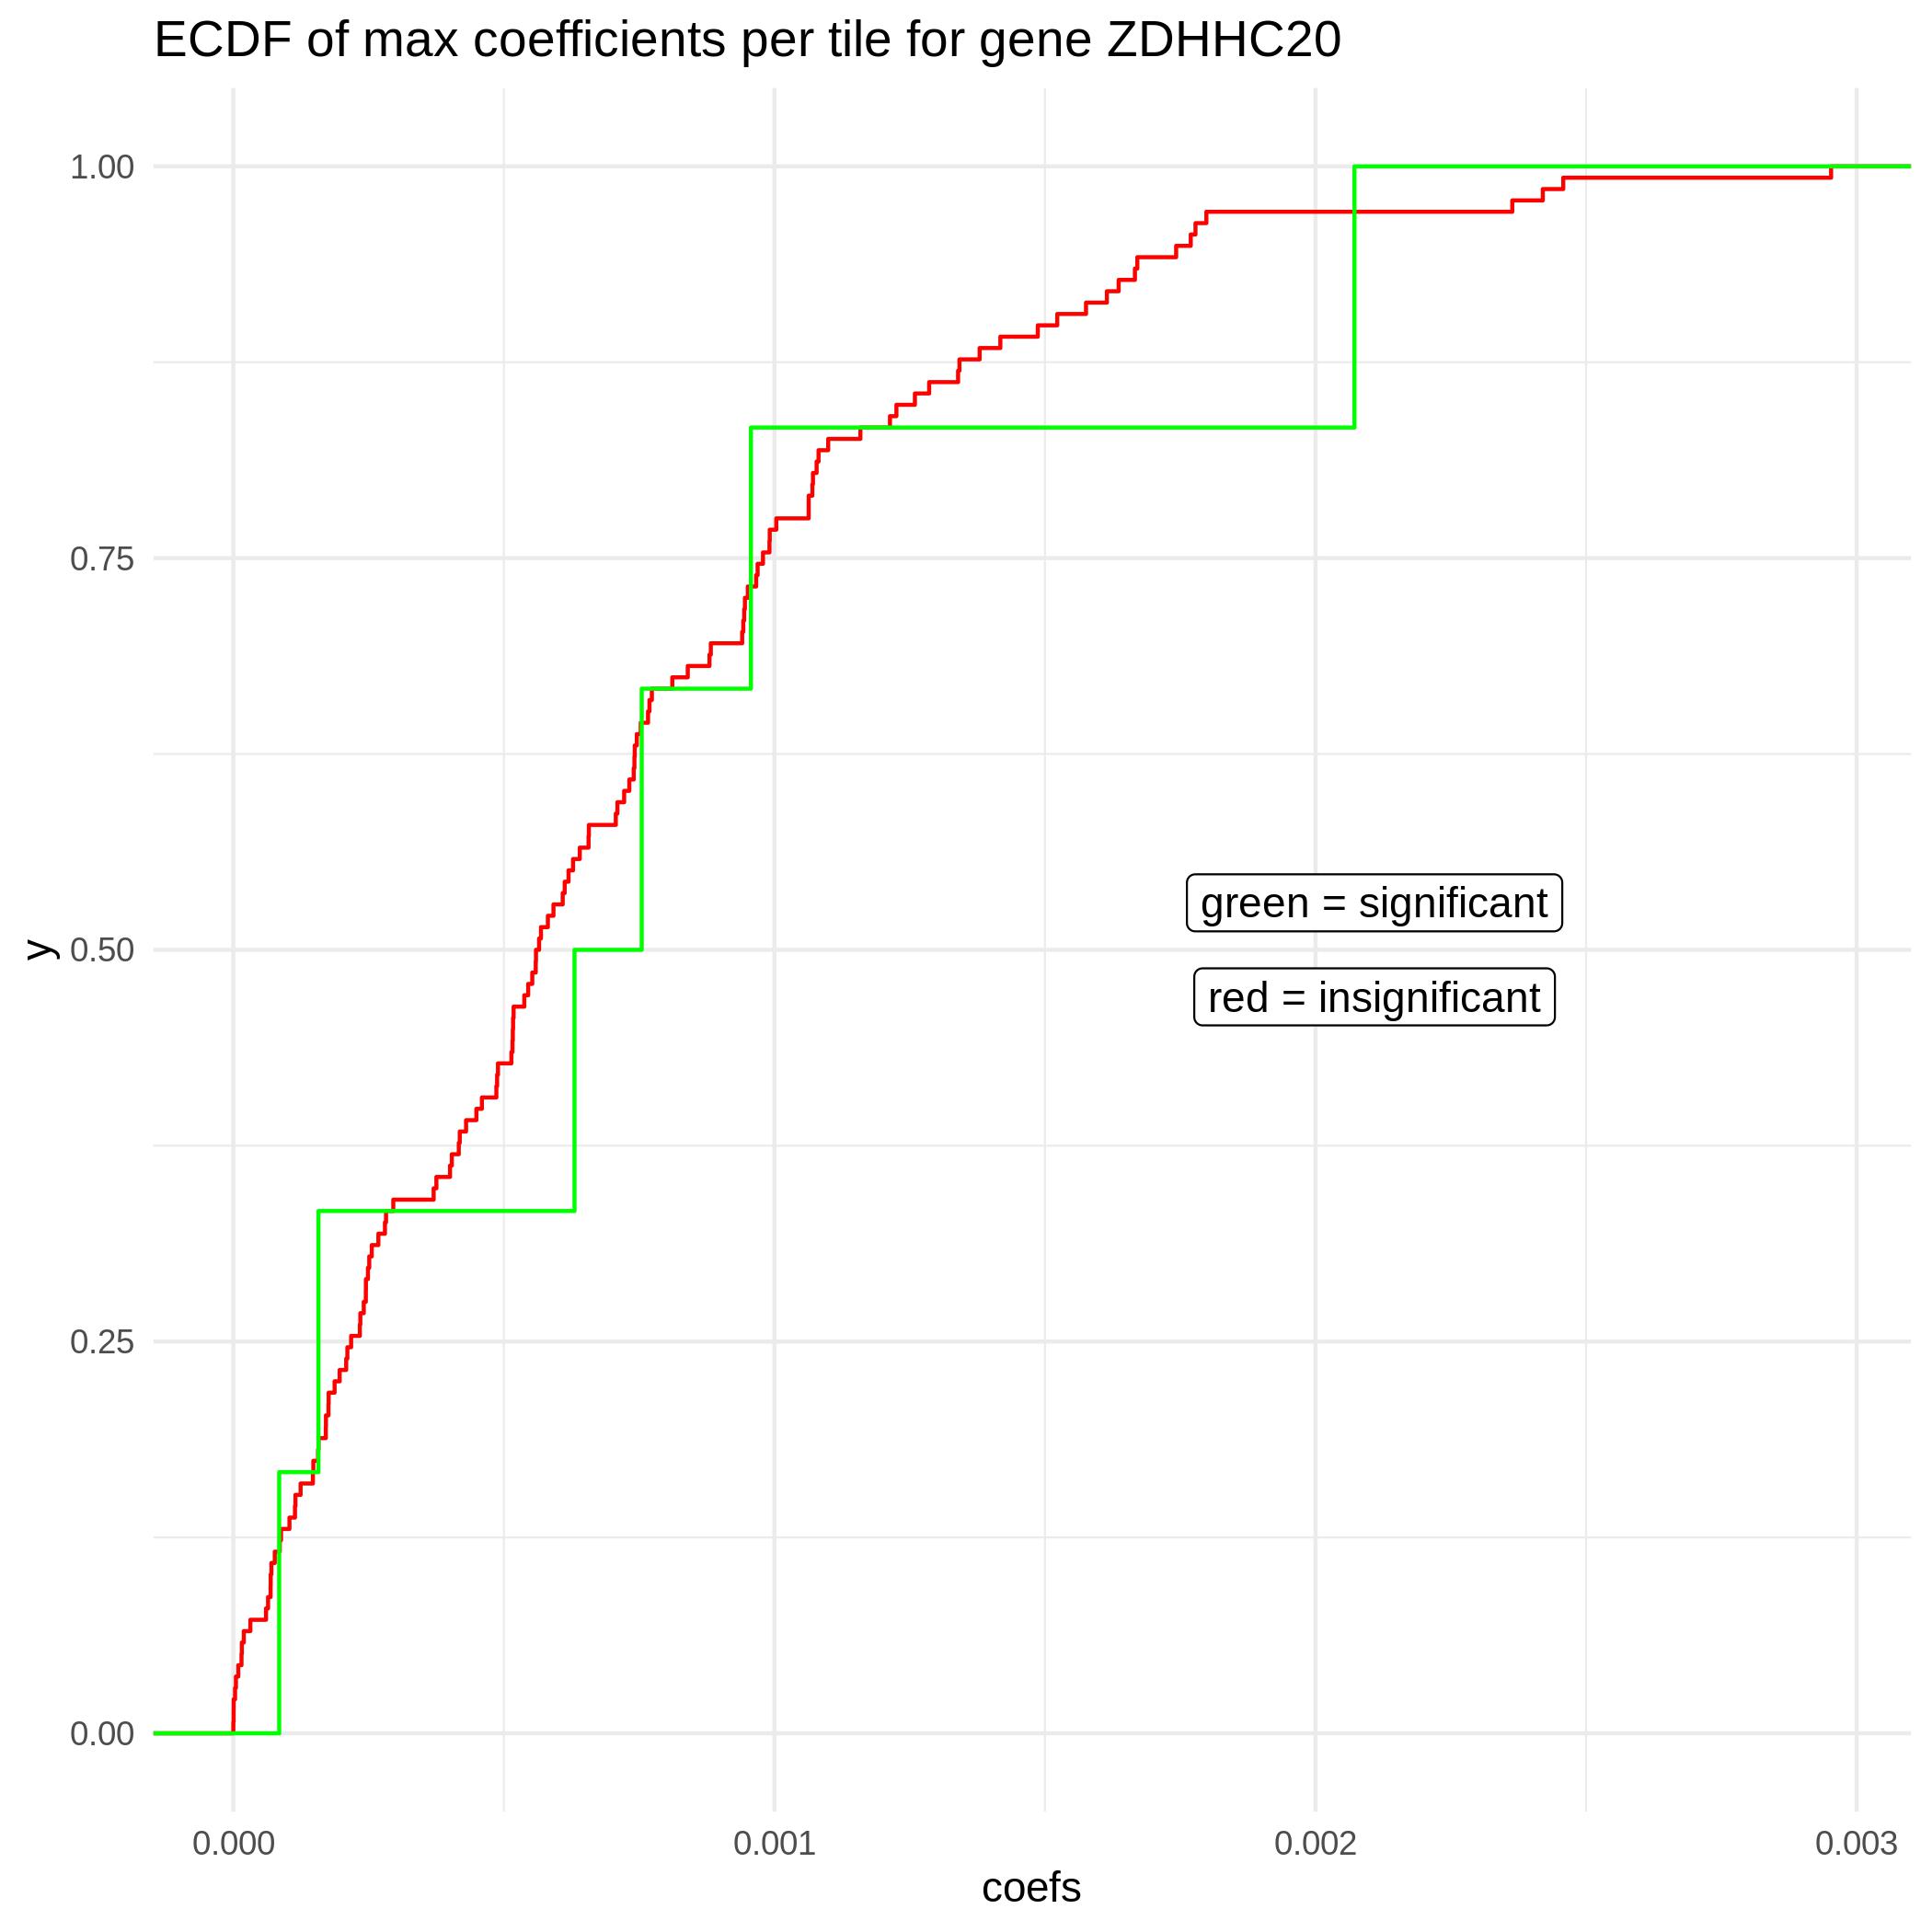 ECDF of max coefficients per tile for gene ZDHHC20
1.00
0.75
0.50
0.25
0.00
y
green = significant
red = insignificant
0.000 0.001 0.002 0.003
coefs